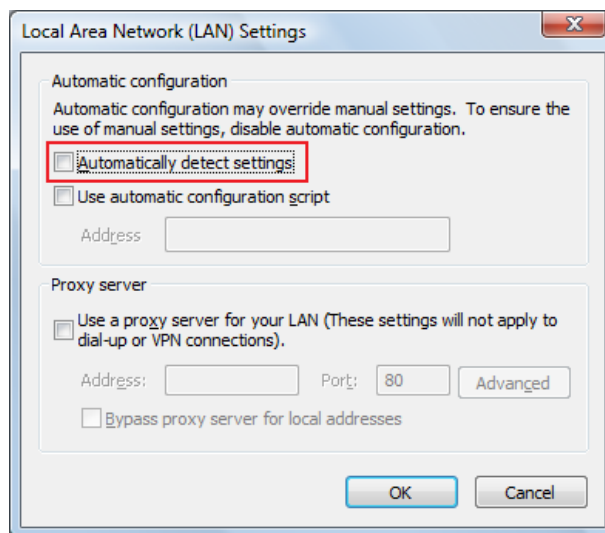 Local Area Network (LAN) Settings
Automatic configuration
Automatic configuration may override manual settings. To ensure the
use of manual settings, disable automatic configuration.
Automatically detect settings
Use automatic configuration script
Address
Proxy server
Use a proxy server for your LAN (These settings will not apply to
dial-up or VPN connections).
Address: Port: 80 Advanced
Bypass proxy server for local addresses
OK Cancel